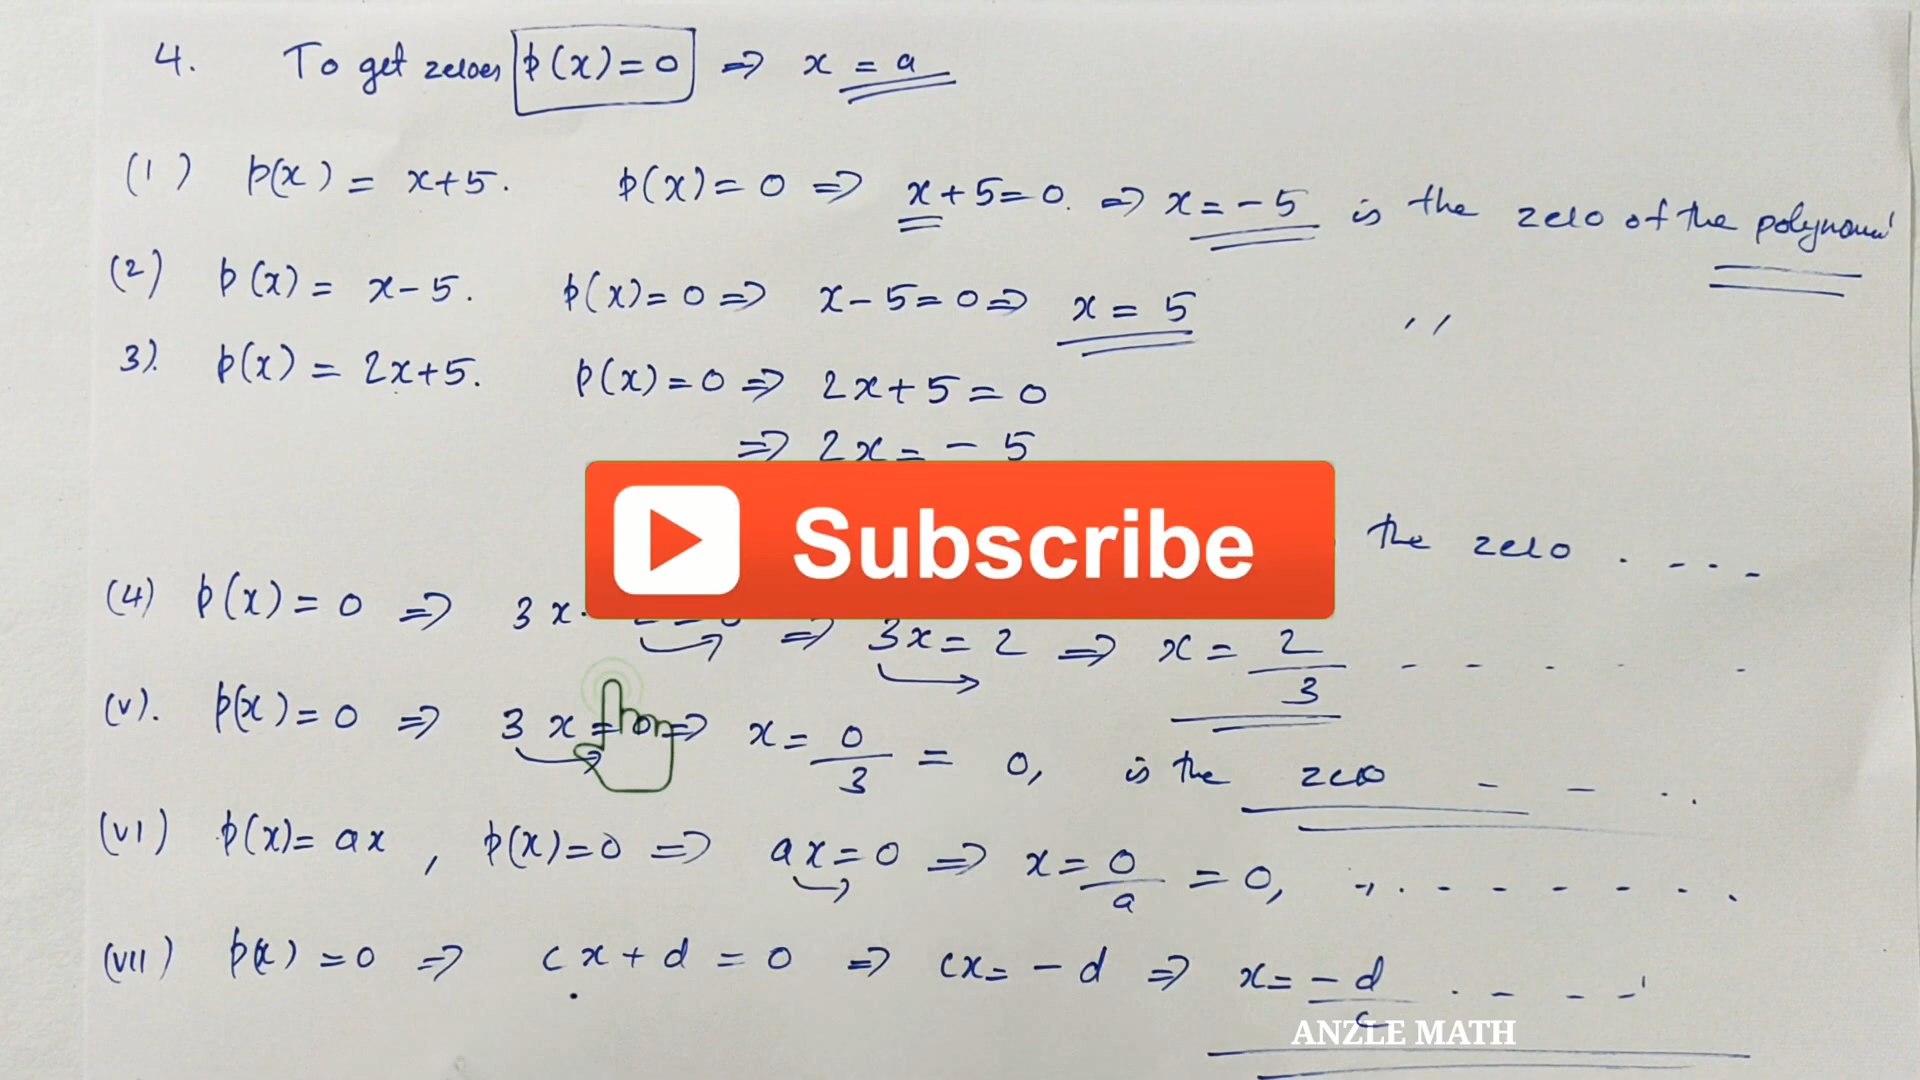 4. To get zeroes p(x)=0 ⇒ x = a
(1) p(x) = x+5. p(x)=0 ⇒ x+5=0. ⇒ x=-5 is the zero of the polynomial
(2) p(x) = x-5. p(x)=0 ⇒ x-5=0 ⇒ x = 5 ,,
3). p(x) = 2x+5. p(x)=0 ⇒ 2x+5=0
⇒ 2x = - 5
Subscribe
the zero . - - - -
(4) p(x)=0 ⇒ 3x-2=0 ⇒ 3x=2 ⇒ x = 2/3 - - - - -
(v). p(x)=0 ⇒ 3x=0 ⇒ x = 0/3 = 0, is the zero - - . .
(vi) p(x)= ax , p(x)=0 ⇒ ax=0 ⇒ x= 0/a = 0, ,, . - - - - - - .
(vii) p(x) =0 ⇒ cx+d = 0 ⇒ cx= -d ⇒ x= -d/c . - - -
ANZLE MATH